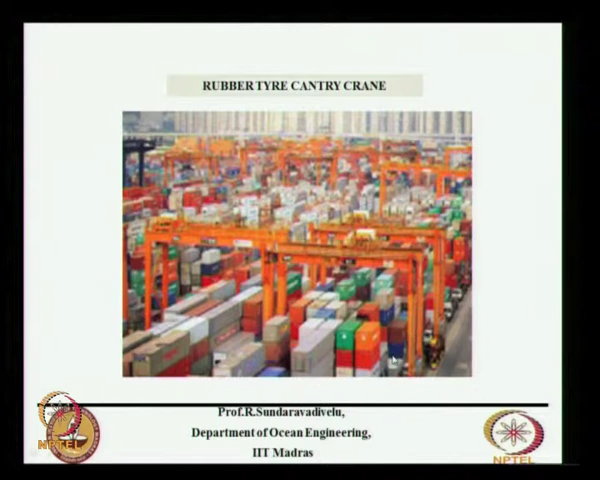 RUBBER TYRE CANTRY CRANE
Prof.R.Sundaravadivelu,
Department of Ocean Engineering,
IIT Madras
NPTEL
NPTEL